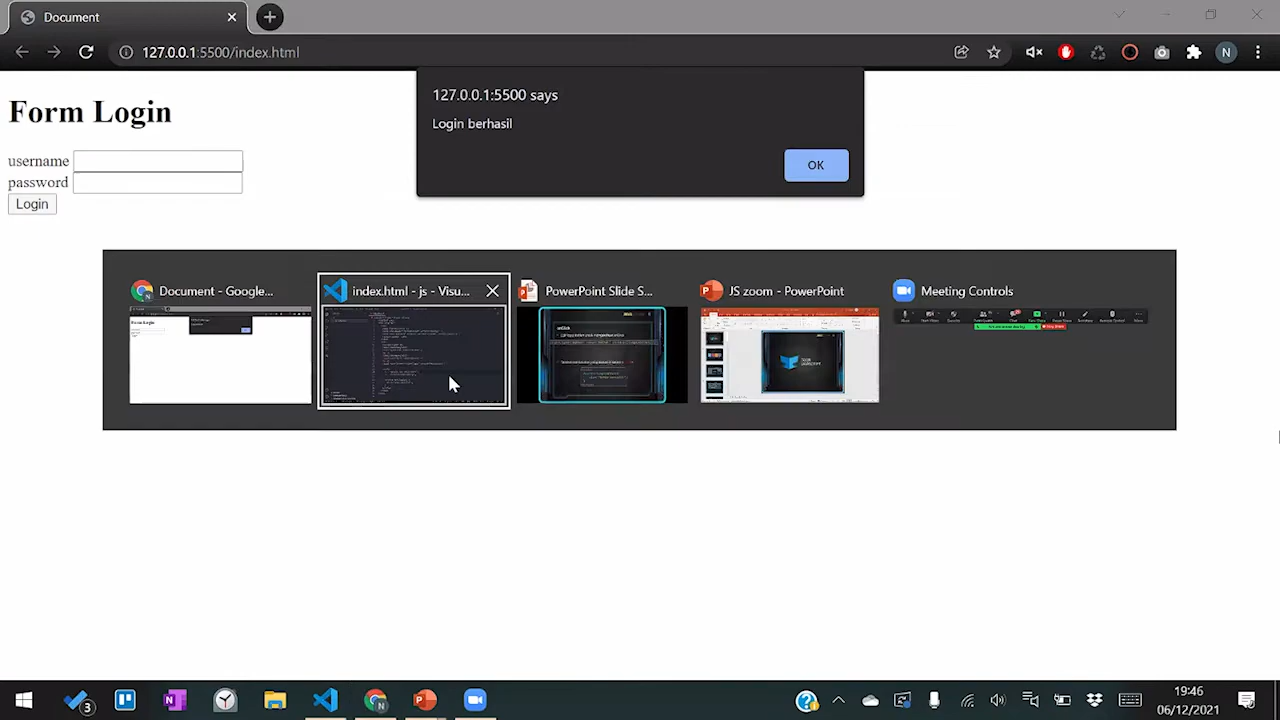 Document
127.0.0.1:5500/index.html
N
127.0.0.1:5500 says
Login berhasil
OK
Form Login
username
password
Login
Document - Google...
index.html - js - Visu...
PowerPoint Slide S...
JS zoom - PowerPoint
Meeting Controls
3
19:46
06/12/2021